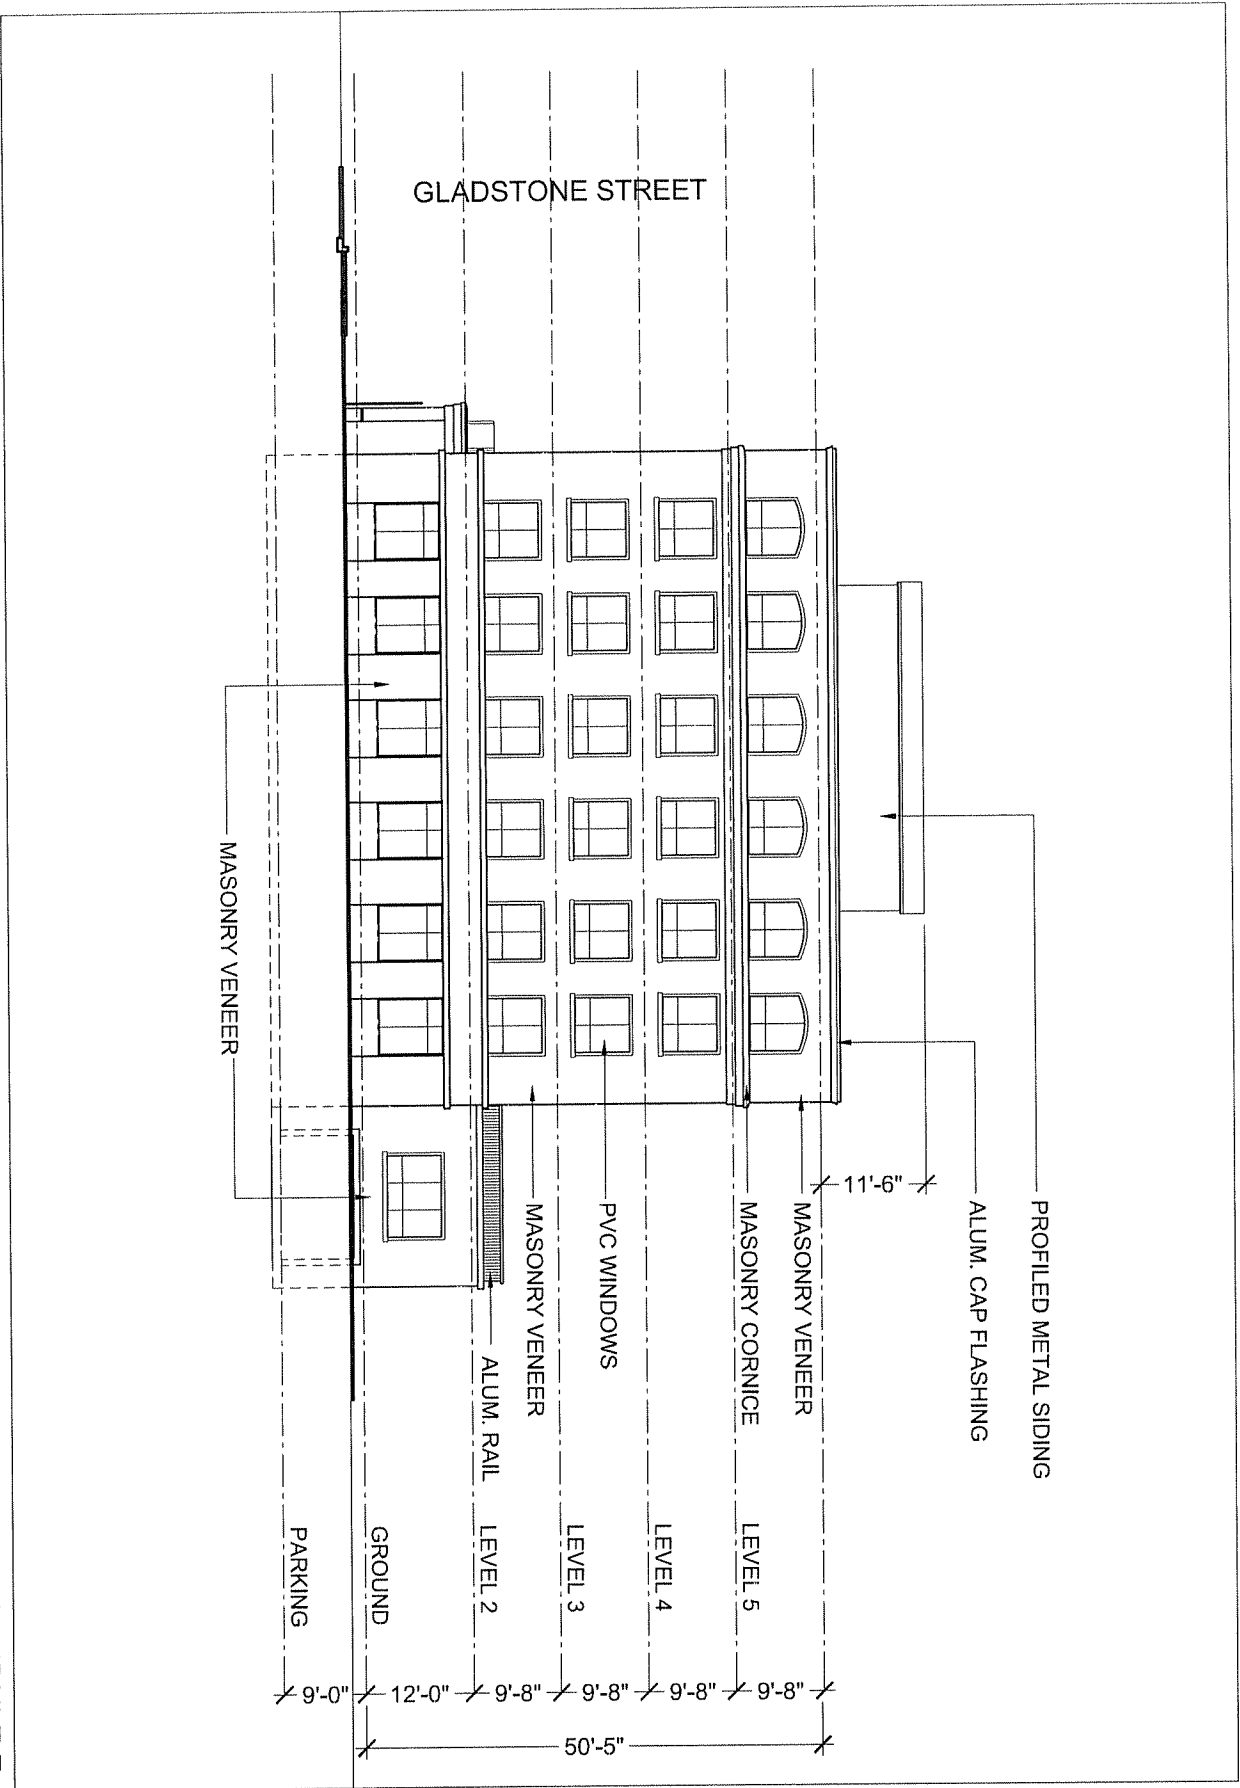 GLADSTONE STREET
PROFILED METAL SIDING
ALUM. CAP FLASHING
11'-6"
MASONRY VENEER
MASONRY CORNICE
PVC WINDOWS
MASONRY VENEER
ALUM. RAIL
MASONRY VENEER
LEVEL 5
LEVEL 4
LEVEL 3
LEVEL 2
GROUND
PARKING
9'-8"
9'-8"
9'-8"
9'-8"
12'-0"
9'-0"
50'-5"